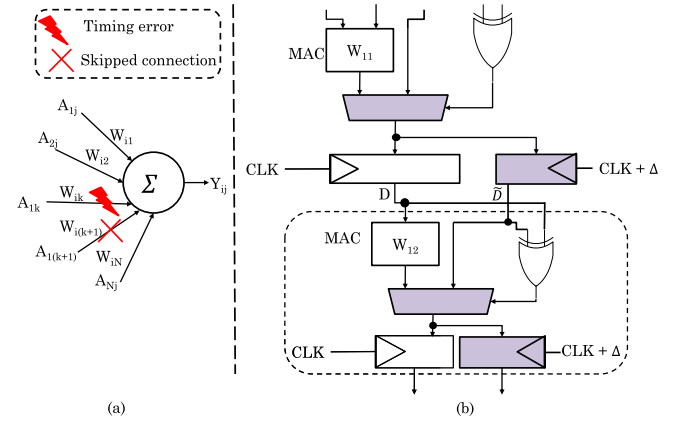 Timing error
Skipped connection
A1j
Wi1
A2j
Wi2
A1k
Wik
Σ
Yij
Wi(k+1)
A1(k+1)
WiN
ANj
(a)
MAC
W11
CLK
CLK + Δ
D
D̃
MAC
W12
CLK
CLK + Δ
(b)